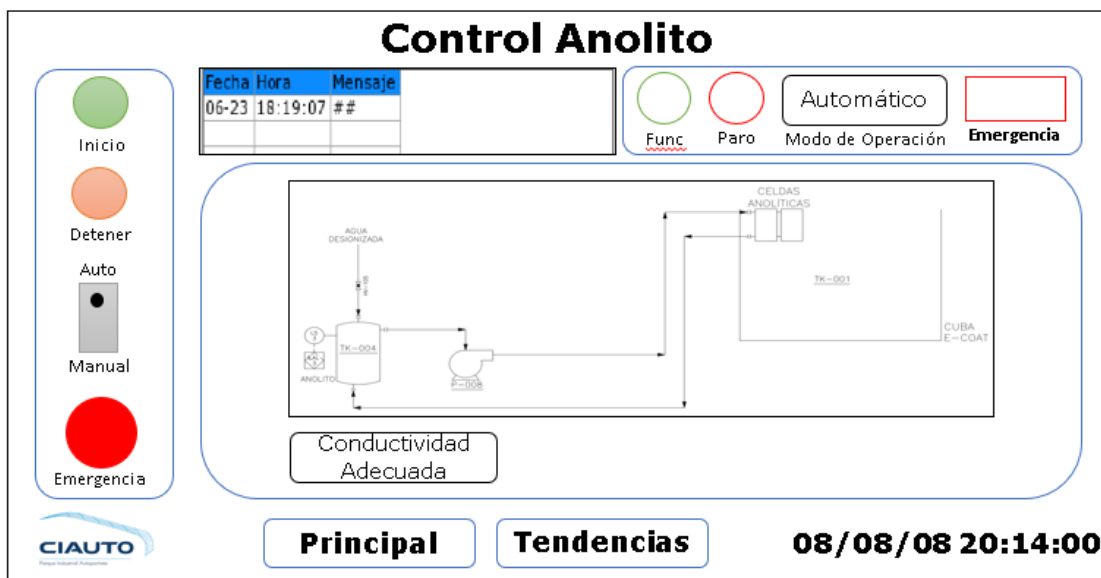 Control Anolito
Inicio
Detener
Auto
Manual
Emergencia
Fecha Hora Mensaje
06-23 18:19:07 ##
Func
Paro
Automático
Modo de Operación
Emergencia
CELDAS
ANOLÍTICAS
AGUA
DESIONIZADA
TK-004
ANOLITO
P-008
TK-001
CUBA
E-COAT
Conductividad
Adecuada
CIAUTO
Principal
Tendencias
08/08/08 20:14:00